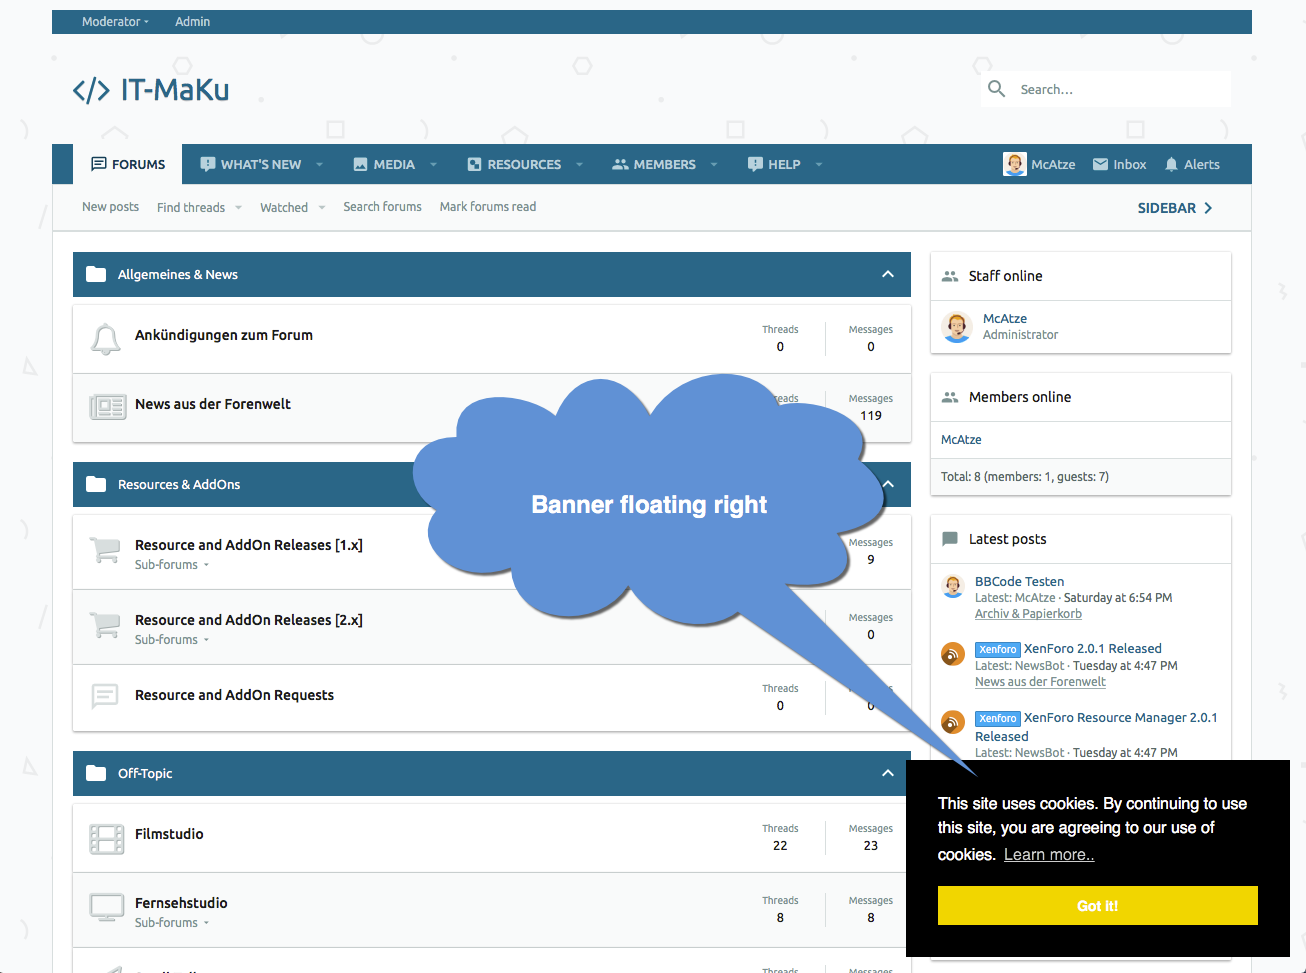 Moderator
Admin
</> IT-MaKu
Search...
FORUMS
WHAT'S NEW
MEDIA
RESOURCES
MEMBERS
HELP
McAtze
Inbox
Alerts
New posts
Find threads
Watched
Search forums
Mark forums read
SIDEBAR
Allgemeines & News
Ankündigungen zum Forum
Threads
0
Messages
0
News aus der Forenwelt
Messages
119
Resources & AddOns
Resource and AddOn Releases [1.x]
Sub-forums
Messages
9
Resource and AddOn Releases [2.x]
Sub-forums
Messages
0
Resource and AddOn Requests
Threads
0
0
Off-Topic
Filmstudio
Threads
22
Messages
23
Fernsehstudio
Sub-forums
Threads
8
Messages
8
Banner floating right
Staff online
McAtze
Administrator
Members online
McAtze
Total: 8 (members: 1, guests: 7)
Latest posts
BBCode Testen
Latest: McAtze · Saturday at 6:54 PM
Archiv & Papierkorb
Xenforo XenForo 2.0.1 Released
Latest: NewsBot · Tuesday at 4:47 PM
News aus der Forenwelt
Xenforo XenForo Resource Manager 2.0.1
Released
Latest: NewsBot · Tuesday at 4:47 PM
This site uses cookies. By continuing to use
this site, you are agreeing to our use of
cookies. Learn more..
Got it!